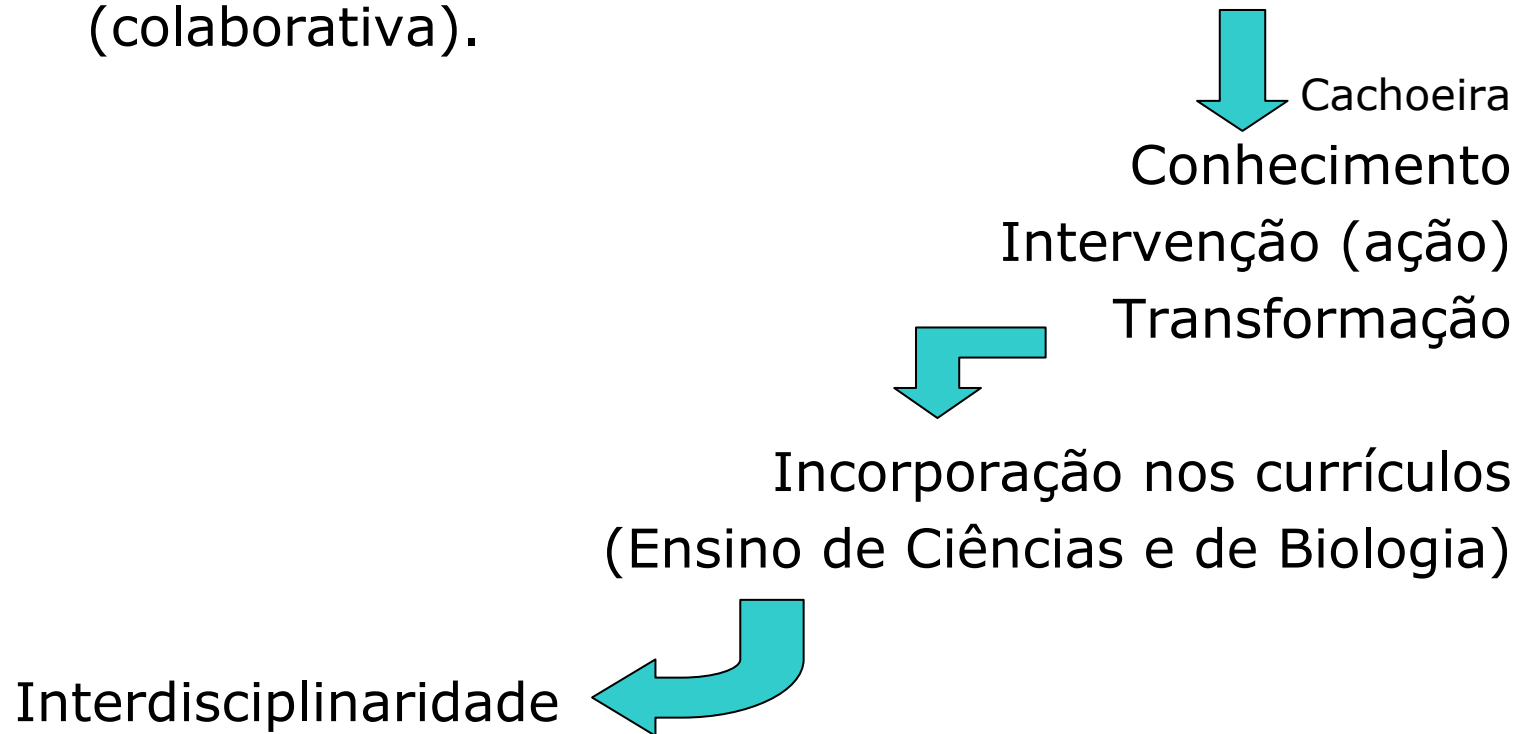 (colaborativa).
Cachoeira
Conhecimento
Intervenção (ação)
Transformação
Incorporação nos currículos
(Ensino de Ciências e de Biologia)
Interdisciplinaridade